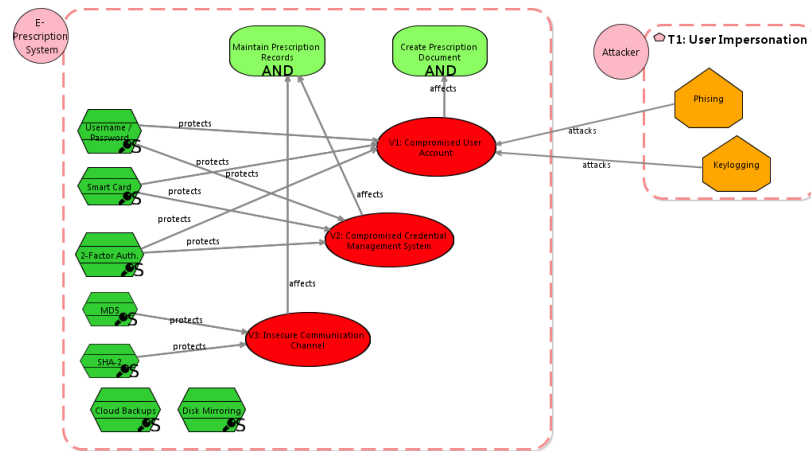 E-
Prescription
System
Maintain Prescription
Records
AND
Create Prescription
Document
AND
Attacker
T1: User Impersonation
affects
Phising
Username /
Password
S
protects
V1: Compromised User
Account
attacks
Keylogging
attacks
Smart Card
S
protects
protects
protects
affects
protects
2-Factor Auth.
S
protects
V2: Compromised Credential
Management System
affects
MD5
S
protects
V3: Insecure Communication
Channel
SHA-2
S
protects
Cloud Backups
S
Disk Mirroring
S